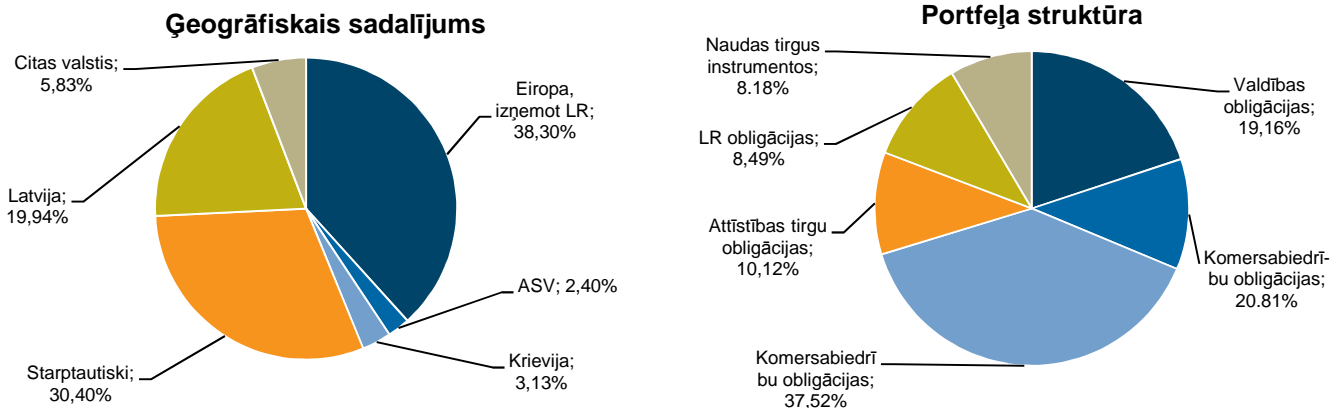 Ģeogrāfiskais sadalījums
Citas valstis;
5,83%
Eiropa,
izņemot LR;
38,30%
Latvija;
19,94%
ASV; 2,40%
Krievija;
3,13%
Starptautiski;
30,40%
Portfeļa struktūra
Naudas tirgus
instrumentos;
8.18%
Valdības
obligācijas;
19,16%
LR obligācijas;
8,49%
Attīstības tirgu
obligācijas;
10,12%
Komersabiedrī-
bu obligācijas;
20.81%
Komersabiedrī
bu obligācijas;
37,52%